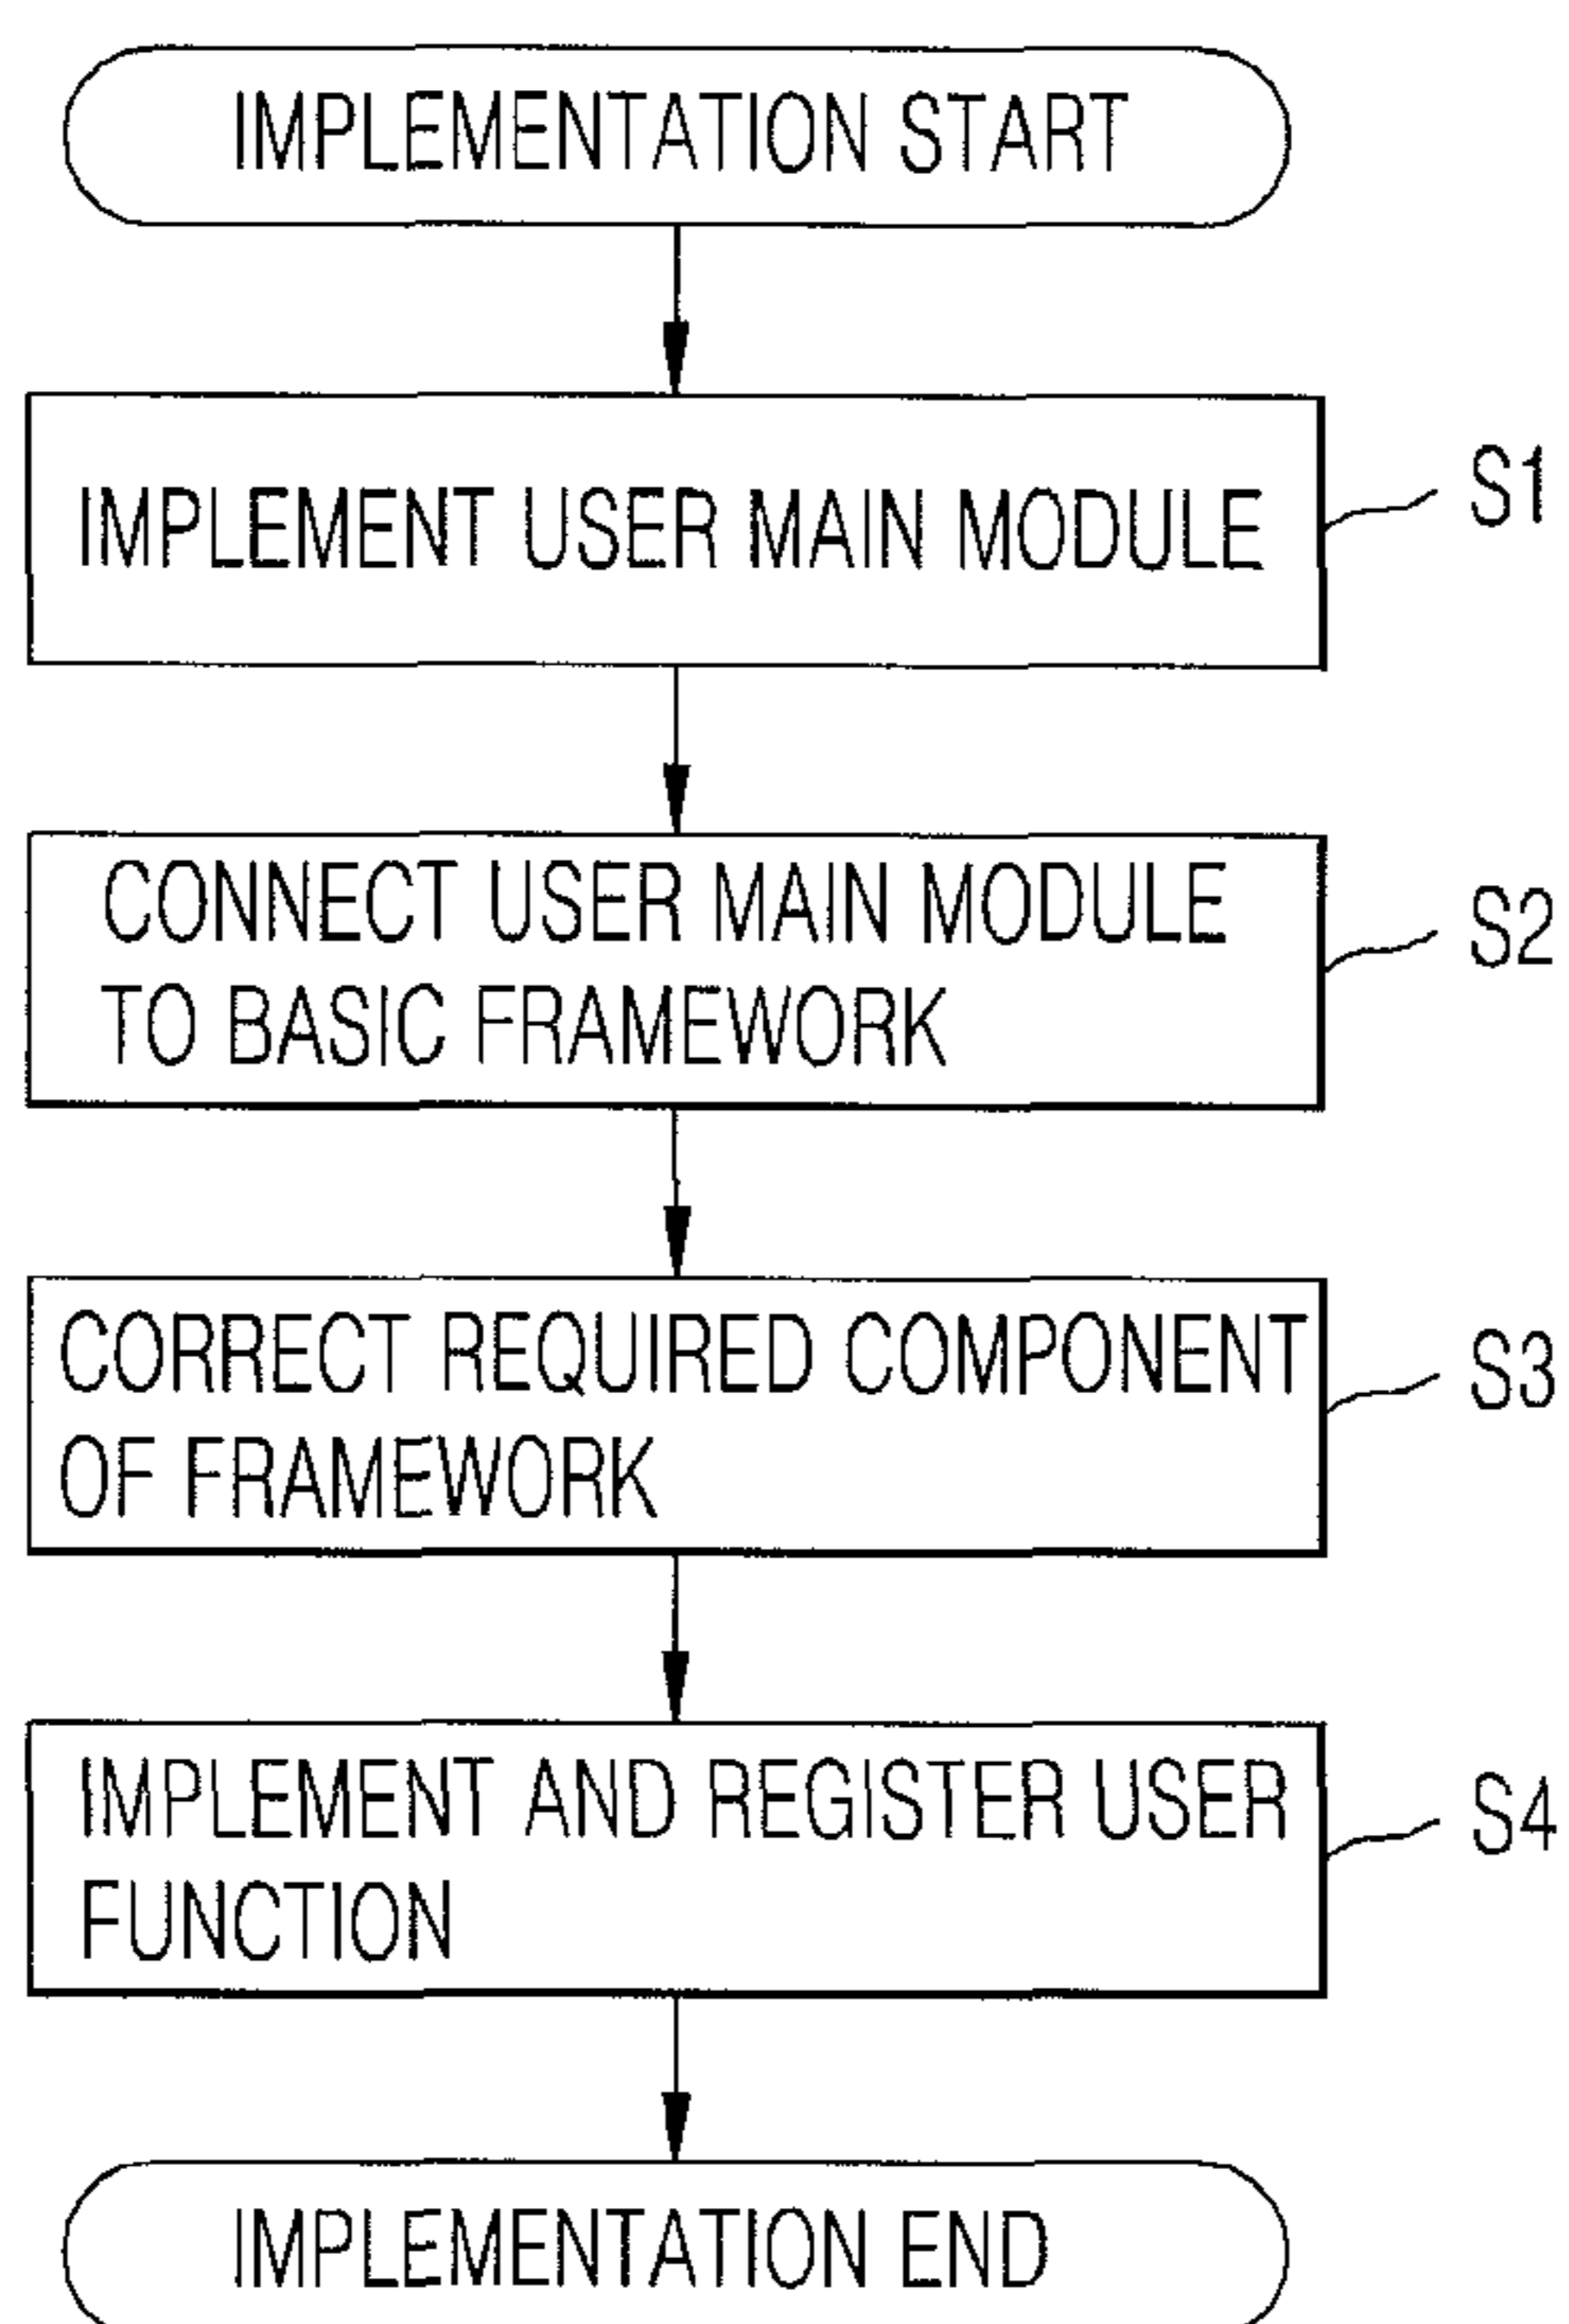 IMPLEMENTATION START
IMPLEMENT USER MAIN MODULE
S1
CONNECT USER MAIN MODULE
TO BASIC FRAMEWORK
S2
CORRECT REQUIRED COMPONENT
OF FRAMEWORK
S3
IMPLEMENT AND REGISTER USER
FUNCTION
S4
IMPLEMENTATION END